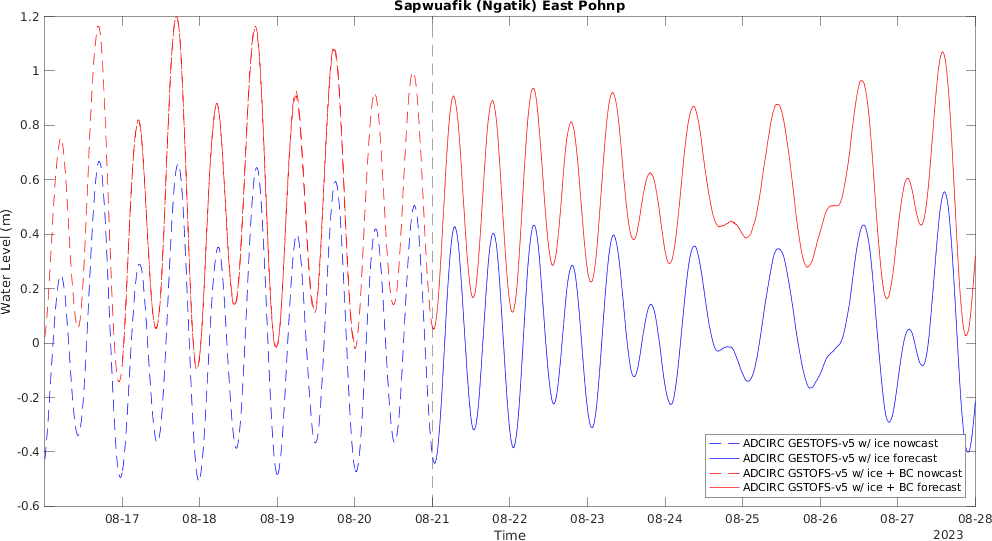 Sapwuafik (Ngatik) East Pohnp
Water Level (m)
1.2
1
0.8
0.6
0.4
0.2
0
-0.2
-0.4
-0.6
ADCIRC GESTOFS-v5 w/ ice nowcast
ADCIRC GESTOFS-v5 w/ ice forecast
ADCIRC GSTOFS-v5 w/ ice + BC nowcast
ADCIRC GSTOFS-v5 w/ ice + BC forecast
08-17 08-18 08-19 08-20 08-21 08-22 08-23 08-24 08-25 08-26 08-27 08-28
Time
2023